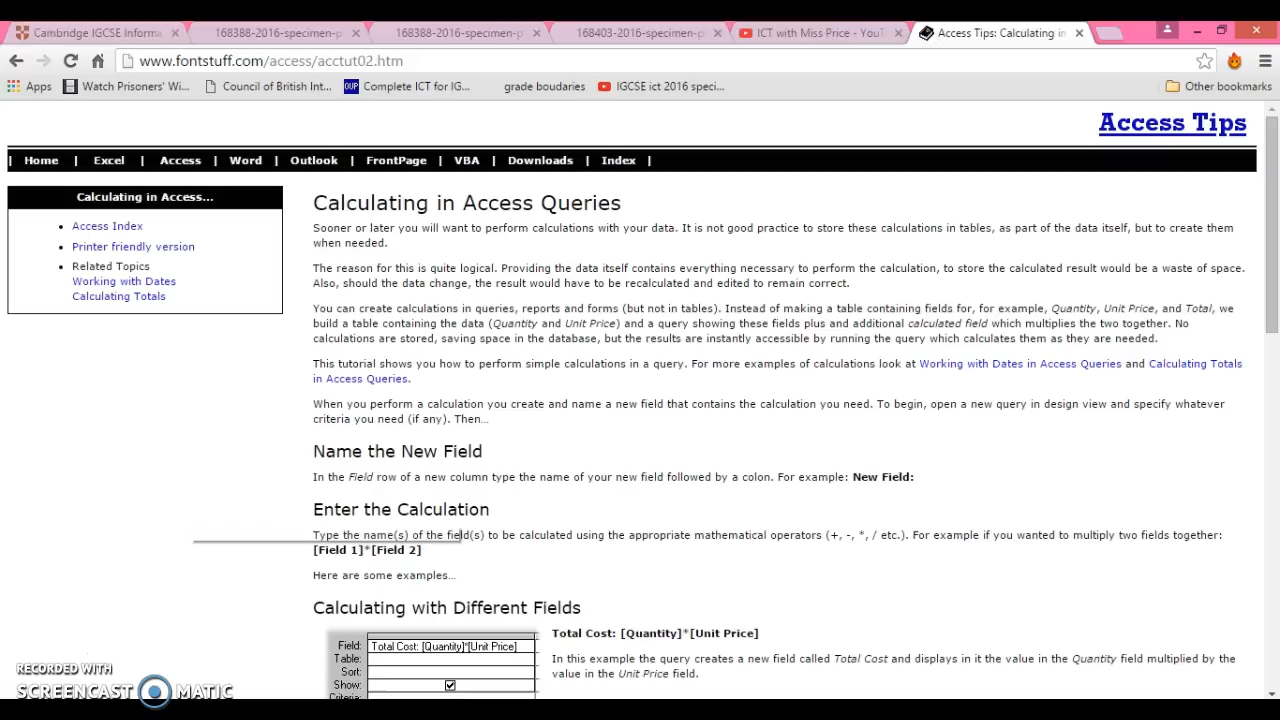 Cambridge IGCSE Informa
168388-2016-specimen-p
168388-2016-specimen-p
168403-2016-specimen-p
ICT with Miss Price - YouT
Access Tips: Calculating in
www.fontstuff.com/access/acctut02.htm
Apps
Watch Prisoners' Wi...
Council of British Int...
OUP
Complete ICT for IG...
grade boudaries
IGCSE ict 2016 speci...
Other bookmarks
Access Tips
| Home | Excel | Access | Word | Outlook | FrontPage | VBA | Downloads | Index |
Calculating in Access...
Access Index
Printer friendly version
Related Topics
Working with Dates
Calculating Totals
Calculating in Access Queries
Sooner or later you will want to perform calculations with your data. It is not good practice to store these calculations in tables, as part of the data itself, but to create them
when needed.
The reason for this is quite logical. Providing the data itself contains everything necessary to perform the calculation, to store the calculated result would be a waste of space.
Also, should the data change, the result would have to be recalculated and edited to remain correct.
You can create calculations in queries, reports and forms (but not in tables). Instead of making a table containing fields for, for example, Quantity, Unit Price, and Total, we
build a table containing the data (Quantity and Unit Price) and a query showing these fields plus and additional calculated field which multiplies the two together. No
calculations are stored, saving space in the database, but the results are instantly accessible by running the query which calculates them as they are needed.
This tutorial shows you how to perform simple calculations in a query. For more examples of calculations look at Working with Dates in Access Queries and Calculating Totals
in Access Queries.
When you perform a calculation you create and name a new field that contains the calculation you need. To begin, open a new query in design view and specify whatever
criteria you need (if any). Then...
Name the New Field
In the Field row of a new column type the name of your new field followed by a colon. For example: New Field:
Enter the Calculation
Type the name(s) of the field(s) to be calculated using the appropriate mathematical operators (+, -, *, / etc.). For example if you wanted to multiply two fields together:
[Field 1]*[Field 2]
Here are some examples...
Calculating with Different Fields
Field: Total Cost: [Quantity]*[Unit Price]
Table:
Sort:
Show:
Criteria:
Total Cost: [Quantity]*[Unit Price]
In this example the query creates a new field called Total Cost and displays in it the value in the Quantity field multiplied by the
value in the Unit Price field.
RECORDED WITH
SCREENCAST MATIC